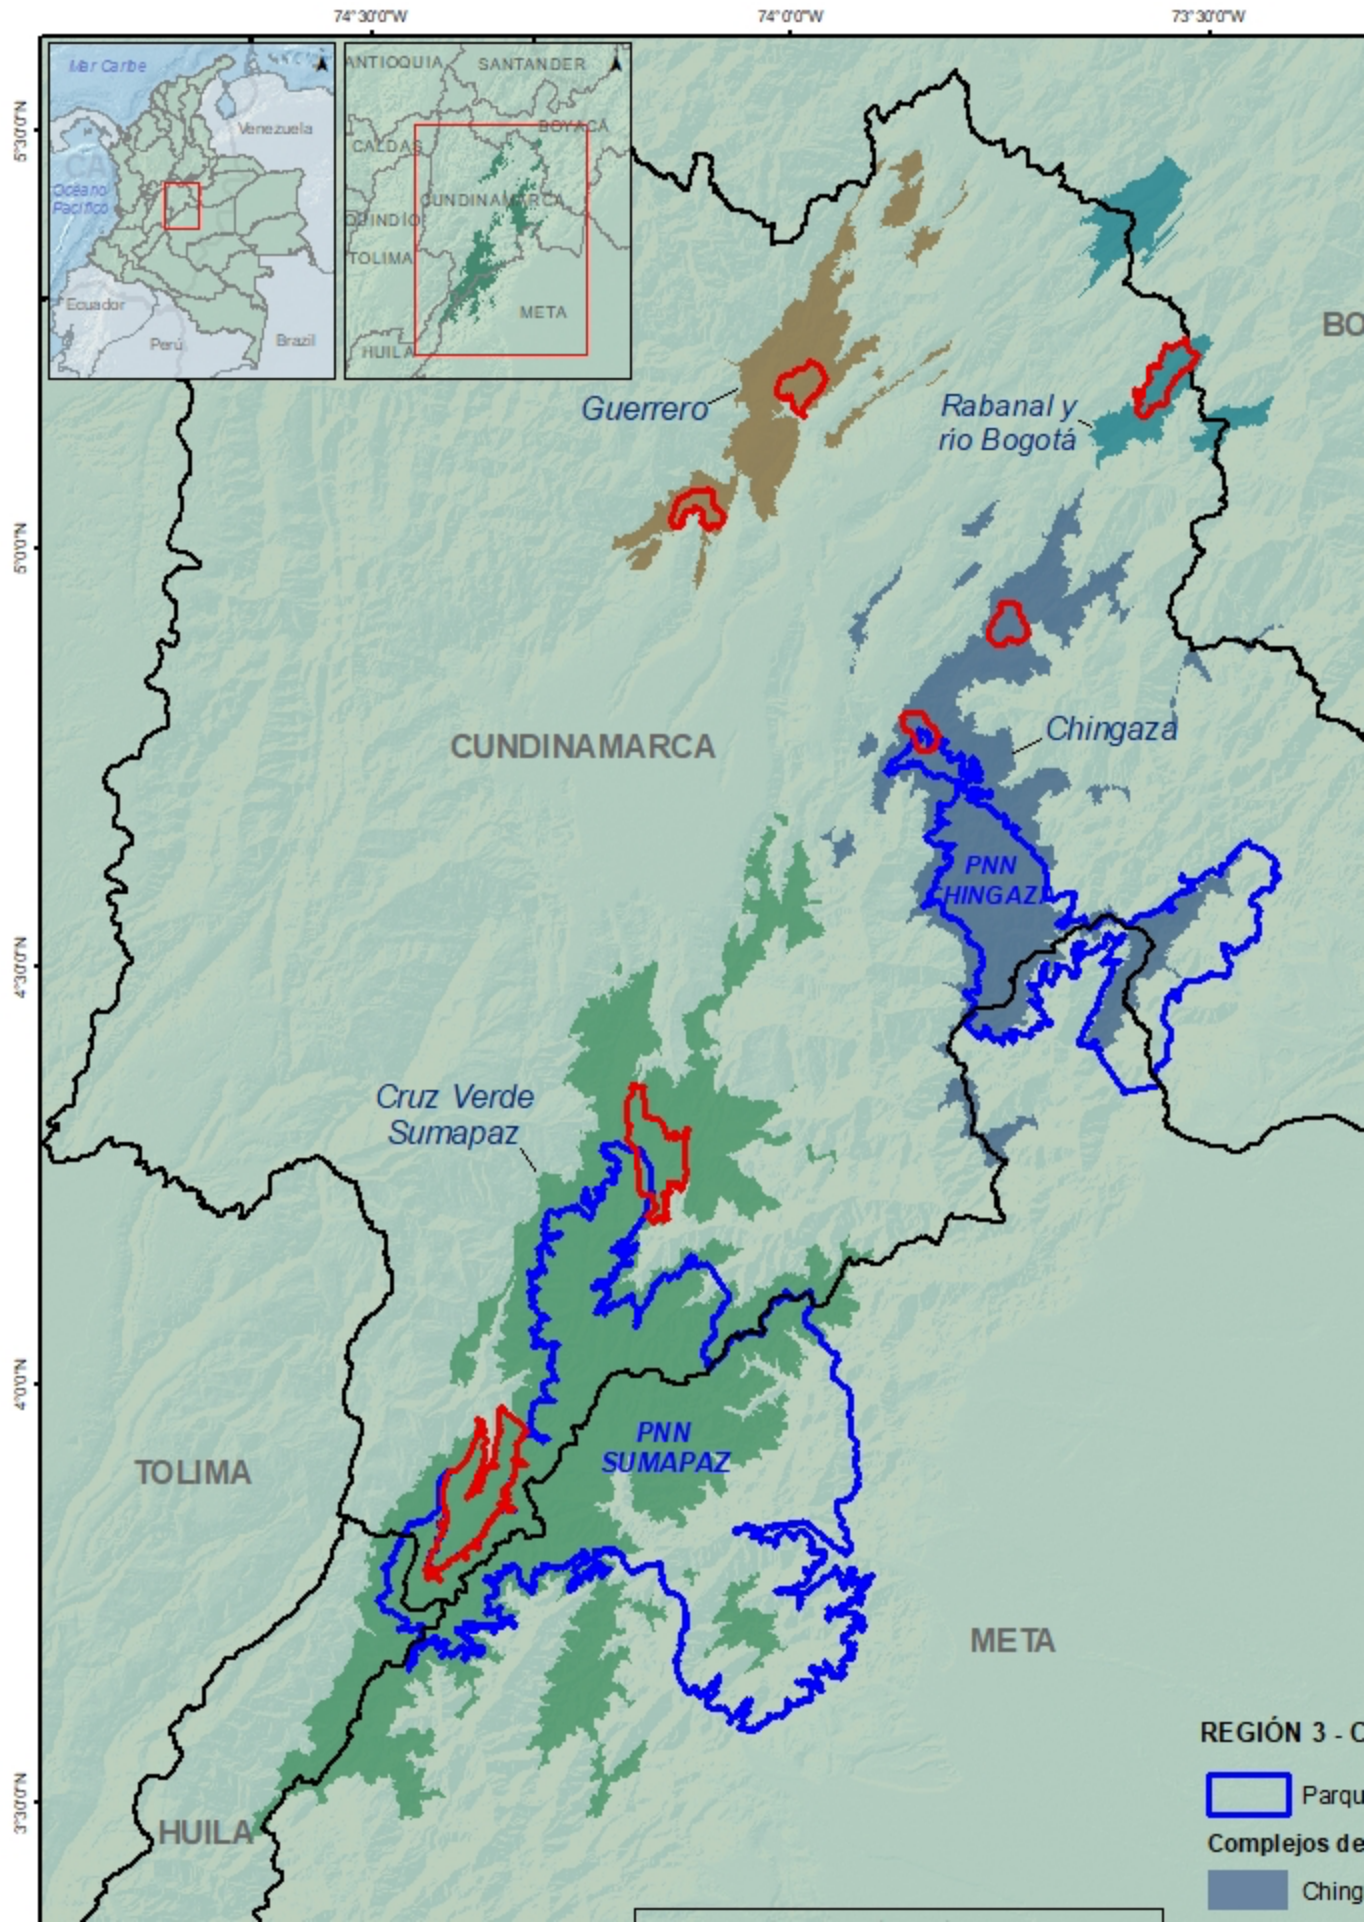 74°30'0"W
74°0'0"W
73°30'0"W
5°30'0"N
5°0'0"N
4°30'0"N
4°0'0"N
3°30'0"N
Mar Caribe
Venezuela
Océano
Pacífico
Ecuador
Perú
Brazil
ANTIOQUIA
SANTANDER
BOYACÁ
CALDAS
CUNDINAMARCA
QUINDÍO
TOLIMA
META
HUILA
BO
Guerrero
Rabanal y
río Bogotá
CUNDINAMARCA
Chingaza
PNN
HINGAZ
Cruz Verde
Sumapaz
PNN
SUMAPAZ
TOLIMA
META
HUILA
REGIÓN 3 - C
Parqu
Complejos de
Ching